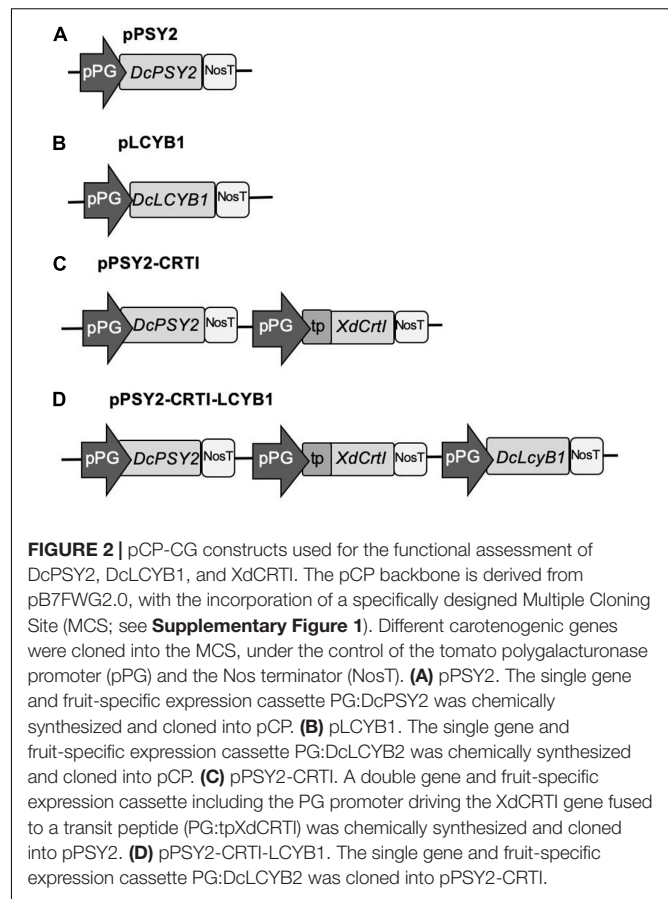 A
pPSY2
pPG DcPSY2 NosT
B
pLCYB1
pPG DcLCYB1 NosT
C
pPSY2-CRTI
pPG DcPSY2 NosT pPG tp XdCrtI NosT
D
pPSY2-CRTI-LCYB1
pPG DcPSY2 NosT pPG tp XdCrtI NosT pPG DcLcyB1 NosT
FIGURE 2 | pCP-CG constructs used for the functional assessment of
DcPSY2, DcLCYB1, and XdCRTI. The pCP backbone is derived from
pB7FWG2.0, with the incorporation of a specifically designed Multiple Cloning
Site (MCS; see Supplementary Figure 1). Different carotenogenic genes
were cloned into the MCS, under the control of the tomato polygalacturonase
promoter (pPG) and the Nos terminator (NosT). (A) pPSY2. The single gene
and fruit-specific expression cassette PG:DcPSY2 was chemically
synthesized and cloned into pCP. (B) pLCYB1. The single gene and
fruit-specific expression cassette PG:DcLCYB2 was chemically synthesized
and cloned into pCP. (C) pPSY2-CRTI. A double gene and fruit-specific
expression cassette including the PG promoter driving the XdCRTI gene fused
to a transit peptide (PG:tpXdCRTI) was chemically synthesized and cloned
into pPSY2. (D) pPSY2-CRTI-LCYB1. The single gene and fruit-specific
expression cassette PG:DcLCYB2 was cloned into pPSY2-CRTI.